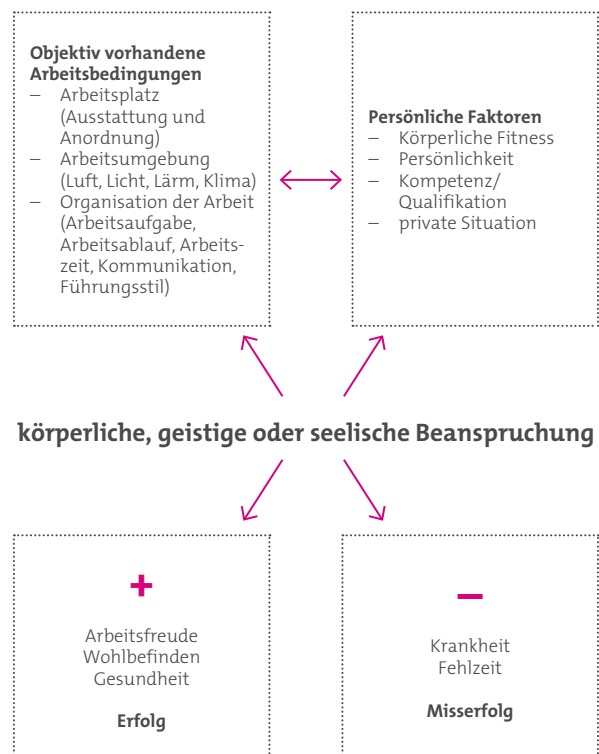 Objektiv vorhandene
Arbeitsbedingungen
– Arbeitsplatz
(Ausstattung und
Anordnung)
– Arbeitsumgebung
(Luft, Licht, Lärm, Klima)
– Organisation der Arbeit
(Arbeitsaufgabe,
Arbeitsablauf, Arbeits-
zeit, Kommunikation,
Führungsstil)
Persönliche Faktoren
– Körperliche Fitness
– Persönlichkeit
– Kompetenz/
Qualifikation
– private Situation
körperliche, geistige oder seelische Beanspruchung
+
Arbeitsfreude
Wohlbefinden
Gesundheit
Erfolg
–
Krankheit
Fehlzeit
Misserfolg